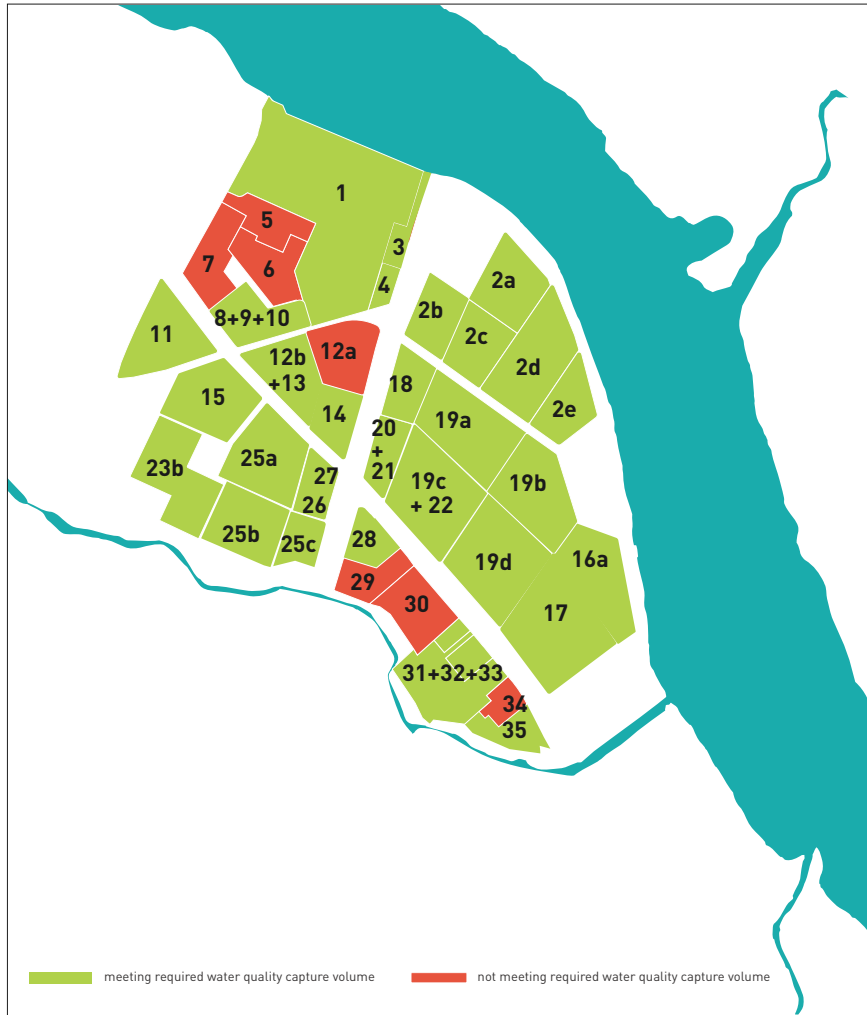 1
5
3
7
6
4
2a
8+9+10
2b
11
2c
12a
12b
+13
2d
18
2e
15
14
19a
20
+
21
25a
23b
27
26
19c
+ 22
19b
25b
25c
28
19d
16a
29
30
17
31+32+33
34
35
meeting required water quality capture volume
not meeting required water quality capture volume